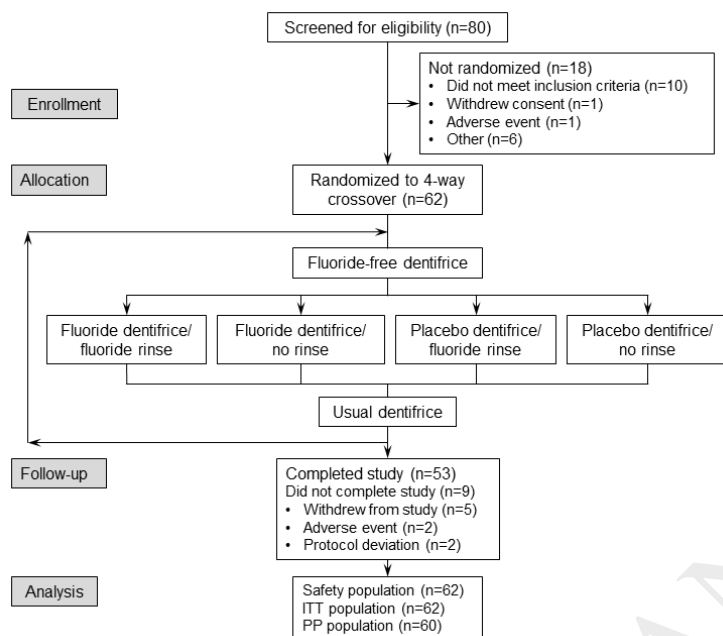 Screened for eligibility (n=80)
Not randomized (n=18)
• Did not meet inclusion criteria (n=10)
• Withdrew consent (n=1)
• Adverse event (n=1)
• Other (n=6)
Enrollment
Allocation
Randomized to 4-way
crossover (n=62)
Fluoride-free dentifrice
Fluoride dentifrice/
fluoride rinse
Fluoride dentifrice/
no rinse
Placebo dentifrice/
fluoride rinse
Placebo dentifrice/
no rinse
Usual dentifrice
Follow-up
Completed study (n=53)
Did not complete study (n=9)
• Withdrew from study (n=5)
• Adverse event (n=2)
• Protocol deviation (n=2)
Analysis
Safety population (n=62)
ITT population (n=62)
PP population (n=60)